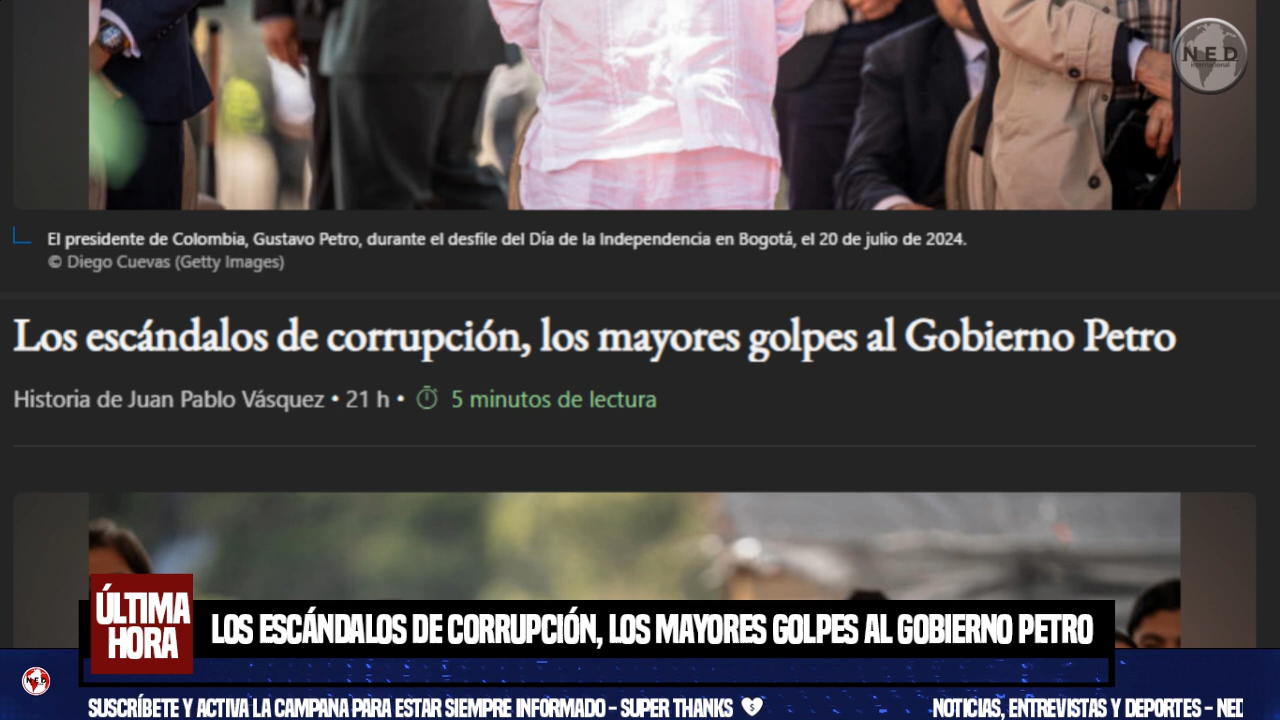 NED
international
El presidente de Colombia, Gustavo Petro, durante el desfile del Día de la Independencia en Bogotá, el 20 de julio de 2024.
© Diego Cuevas (Getty Images)
Los escándalos de corrupción, los mayores golpes al Gobierno Petro
Historia de Juan Pablo Vásquez • 21 h • 5 minutos de lectura
ÚLTIMA
HORA
LOS ESCÁNDALOS DE CORRUPCIÓN, LOS MAYORES GOLPES AL GOBIERNO PETRO
NED
SUSCRÍBETE Y ACTIVA LA CAMPANA PARA ESTAR SIEMPRE INFORMADO - SUPER THANKS
NOTICIAS, ENTREVISTAS Y DEPORTES - NED